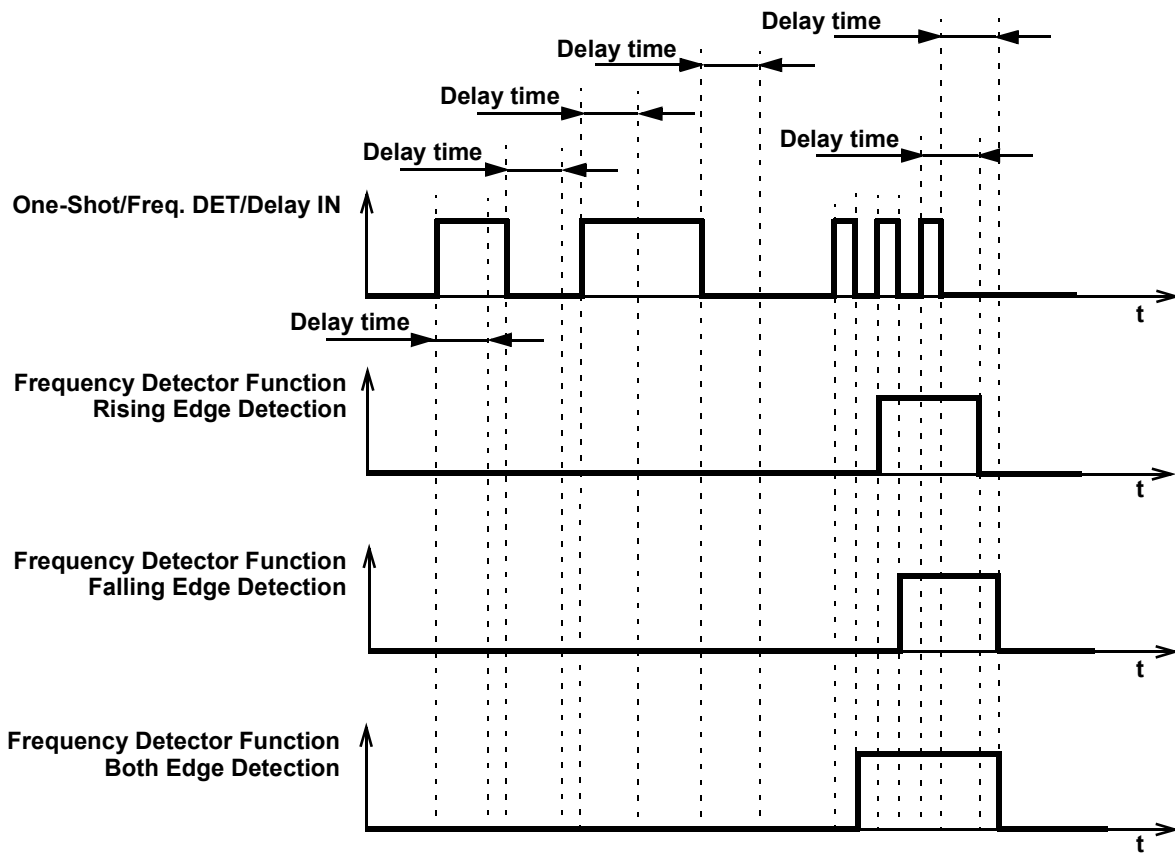 Delay time
Delay time
Delay time
Delay time
Delay time
One-Shot/Freq. DET/Delay IN
t
Delay time
Frequency Detector Function
Rising Edge Detection
t
Frequency Detector Function
Falling Edge Detection
t
Frequency Detector Function
Both Edge Detection
t